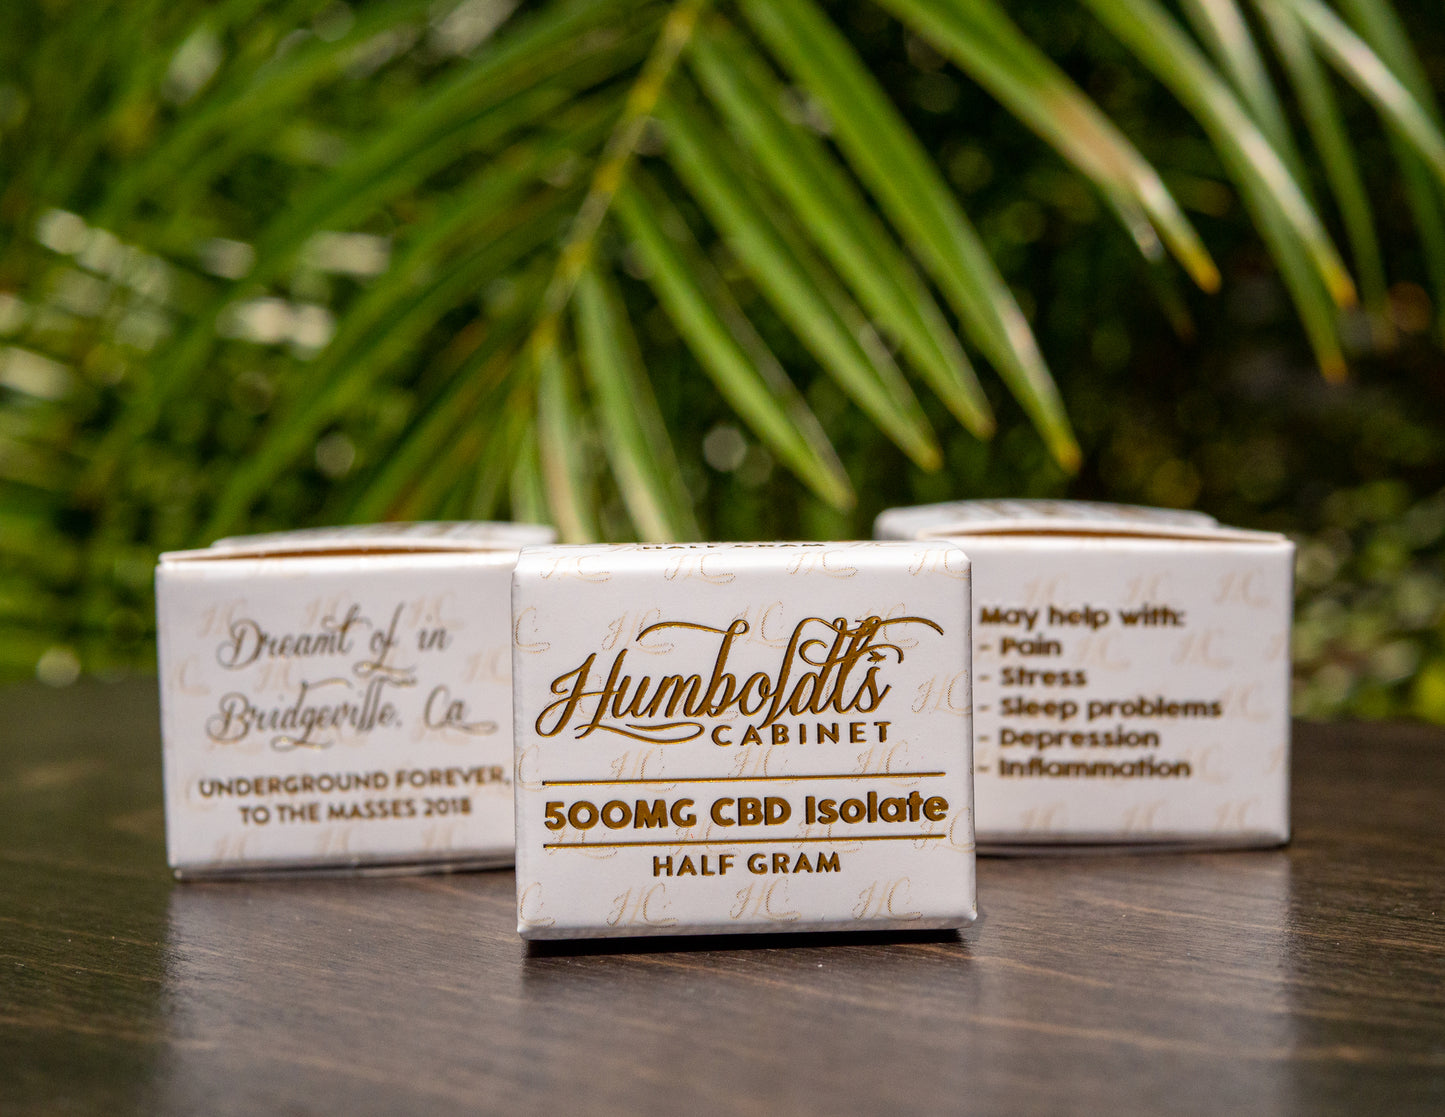 Dreamt of in
Bridgeville, Ca
UNDERGROUND FOREVER,
TO THE MASSES 2018
HALF GRAM
Humboldt's
CABINET
500MG CBD Isolate
HALF GRAM
May help with:
- Pain
- Stress
- Sleep problems
- Depression
- Inflammation